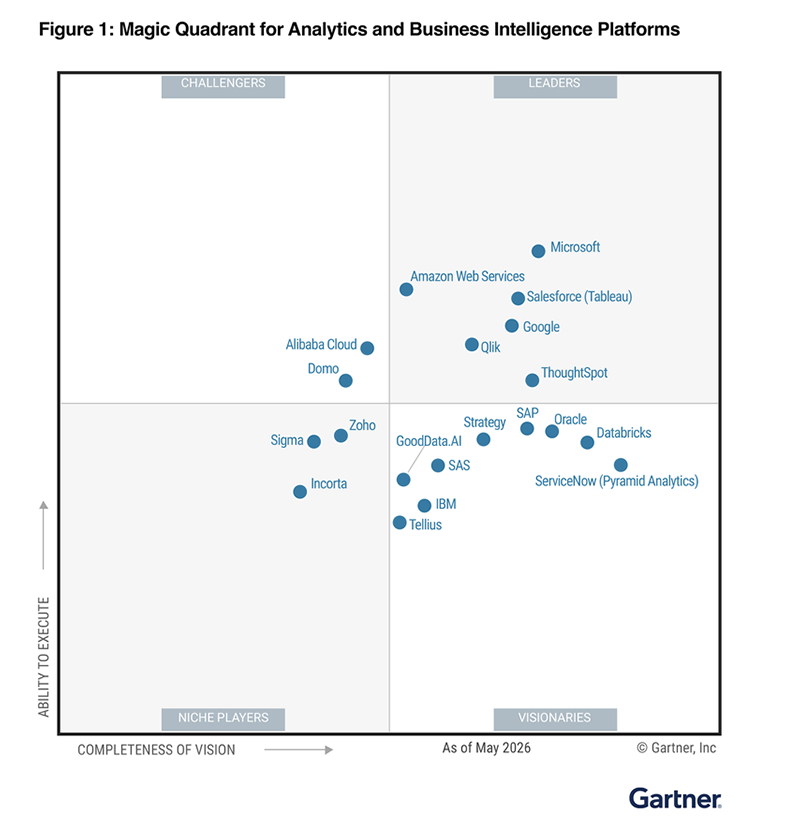 Figure 1: Magic Quadrant for Analytics and Business Intelligence Platforms
CHALLENGERS
LEADERS
Microsoft
Amazon Web Services
Salesforce (Tableau)
Google
Alibaba Cloud
Qlik
Domo
ThoughtSpot
SAP
Oracle
Strategy
Zoho
Databricks
Sigma
GoodData.AI
SAS
ServiceNow (Pyramid Analytics)
Incorta
IBM
Tellius
ABILITY TO EXECUTE
NICHE PLAYERS
VISIONARIES
COMPLETENESS OF VISION
As of May 2026
© Gartner, Inc
Gartner